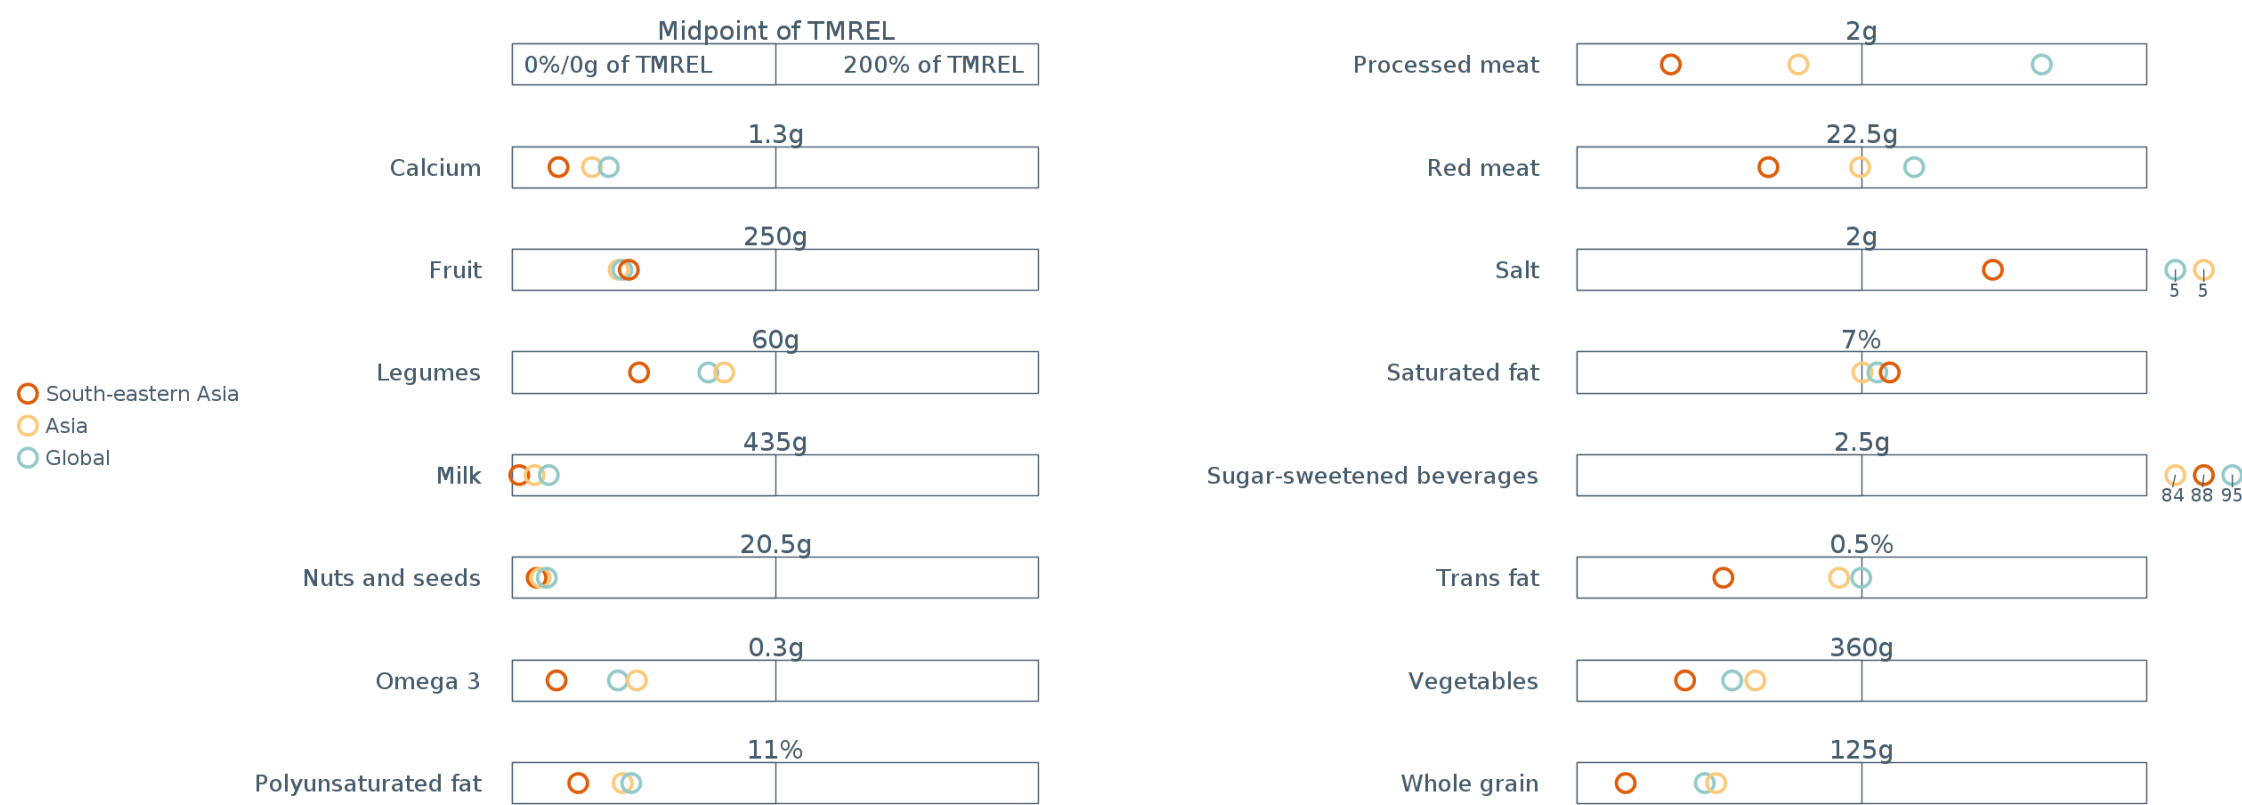 Midpoint of TMREL
0%/0g of TMREL 200% of TMREL
Calcium 1.3g
Fruit 250g
Legumes 60g
Milk 435g
Nuts and seeds 20.5g
Omega 3 0.3g
Polyunsaturated fat 11%
South-eastern Asia
Asia
Global
Processed meat 2g
Red meat 22.5g
Salt 2g
5 5
Saturated fat 7%
Sugar-sweetened beverages 2.5g
84 88 95
Trans fat 0.5%
Vegetables 360g
Whole grain 125g